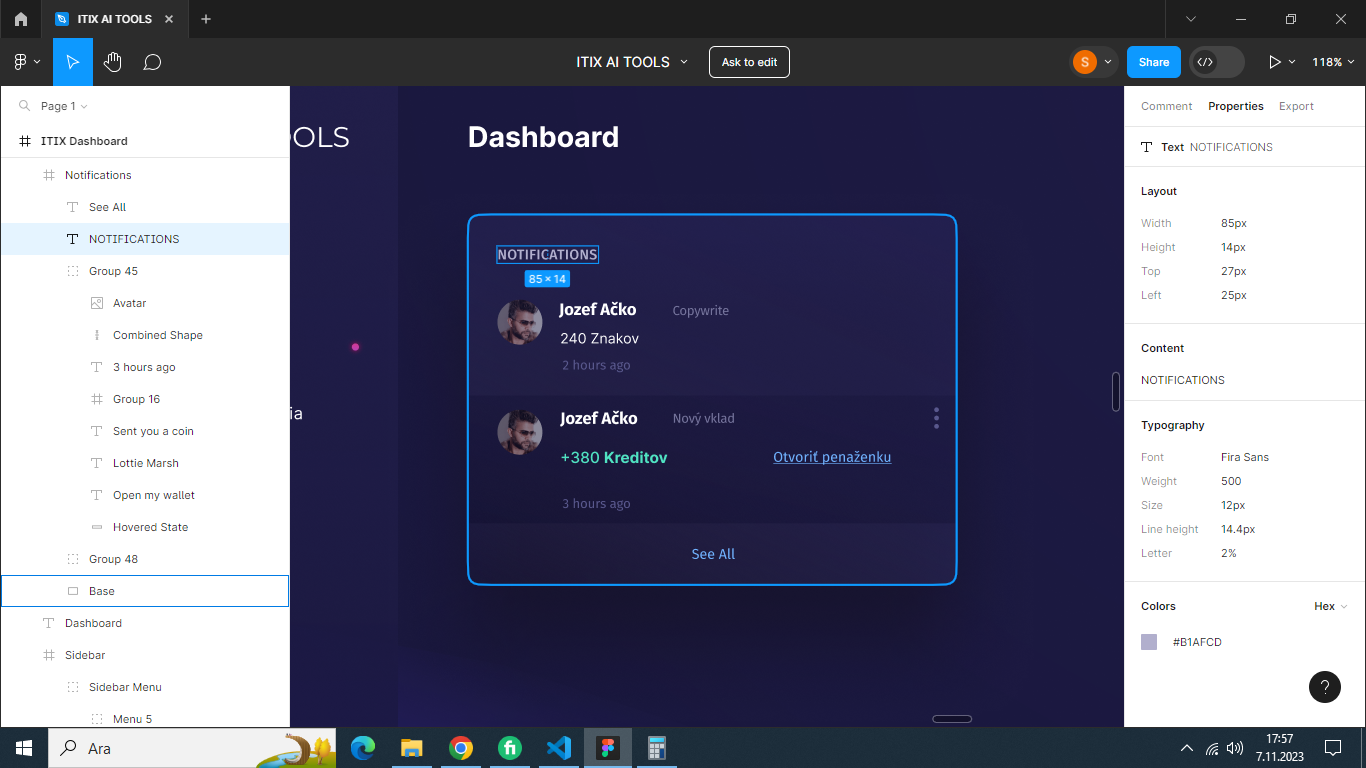 ITIX AI TOOLS
ITIX AI TOOLS
Ask to edit
S
Share
118%
Page 1
ITIX Dashboard
Notifications
See All
NOTIFICATIONS
Group 45
Avatar
Combined Shape
3 hours ago
Group 16
Sent you a coin
Lottie Marsh
Open my wallet
Hovered State
Group 48
Base
Dashboard
Sidebar
Sidebar Menu
Menu 5
OOLS
ia
Dashboard
NOTIFICATIONS
85 × 14
Jozef Ačko Copywrite
240 Znakov
2 hours ago
Jozef Ačko Nový vklad
+380 Kreditov Otvoriť penaženku
3 hours ago
See All
Comment Properties Export
Text NOTIFICATIONS
Layout
Width 85px
Height 14px
Top 27px
Left 25px
Content
NOTIFICATIONS
Typography
Font Fira Sans
Weight 500
Size 12px
Line height 14.4px
Letter 2%
Colors Hex
#B1AFCD
?
Ara
17:57
7.11.2023